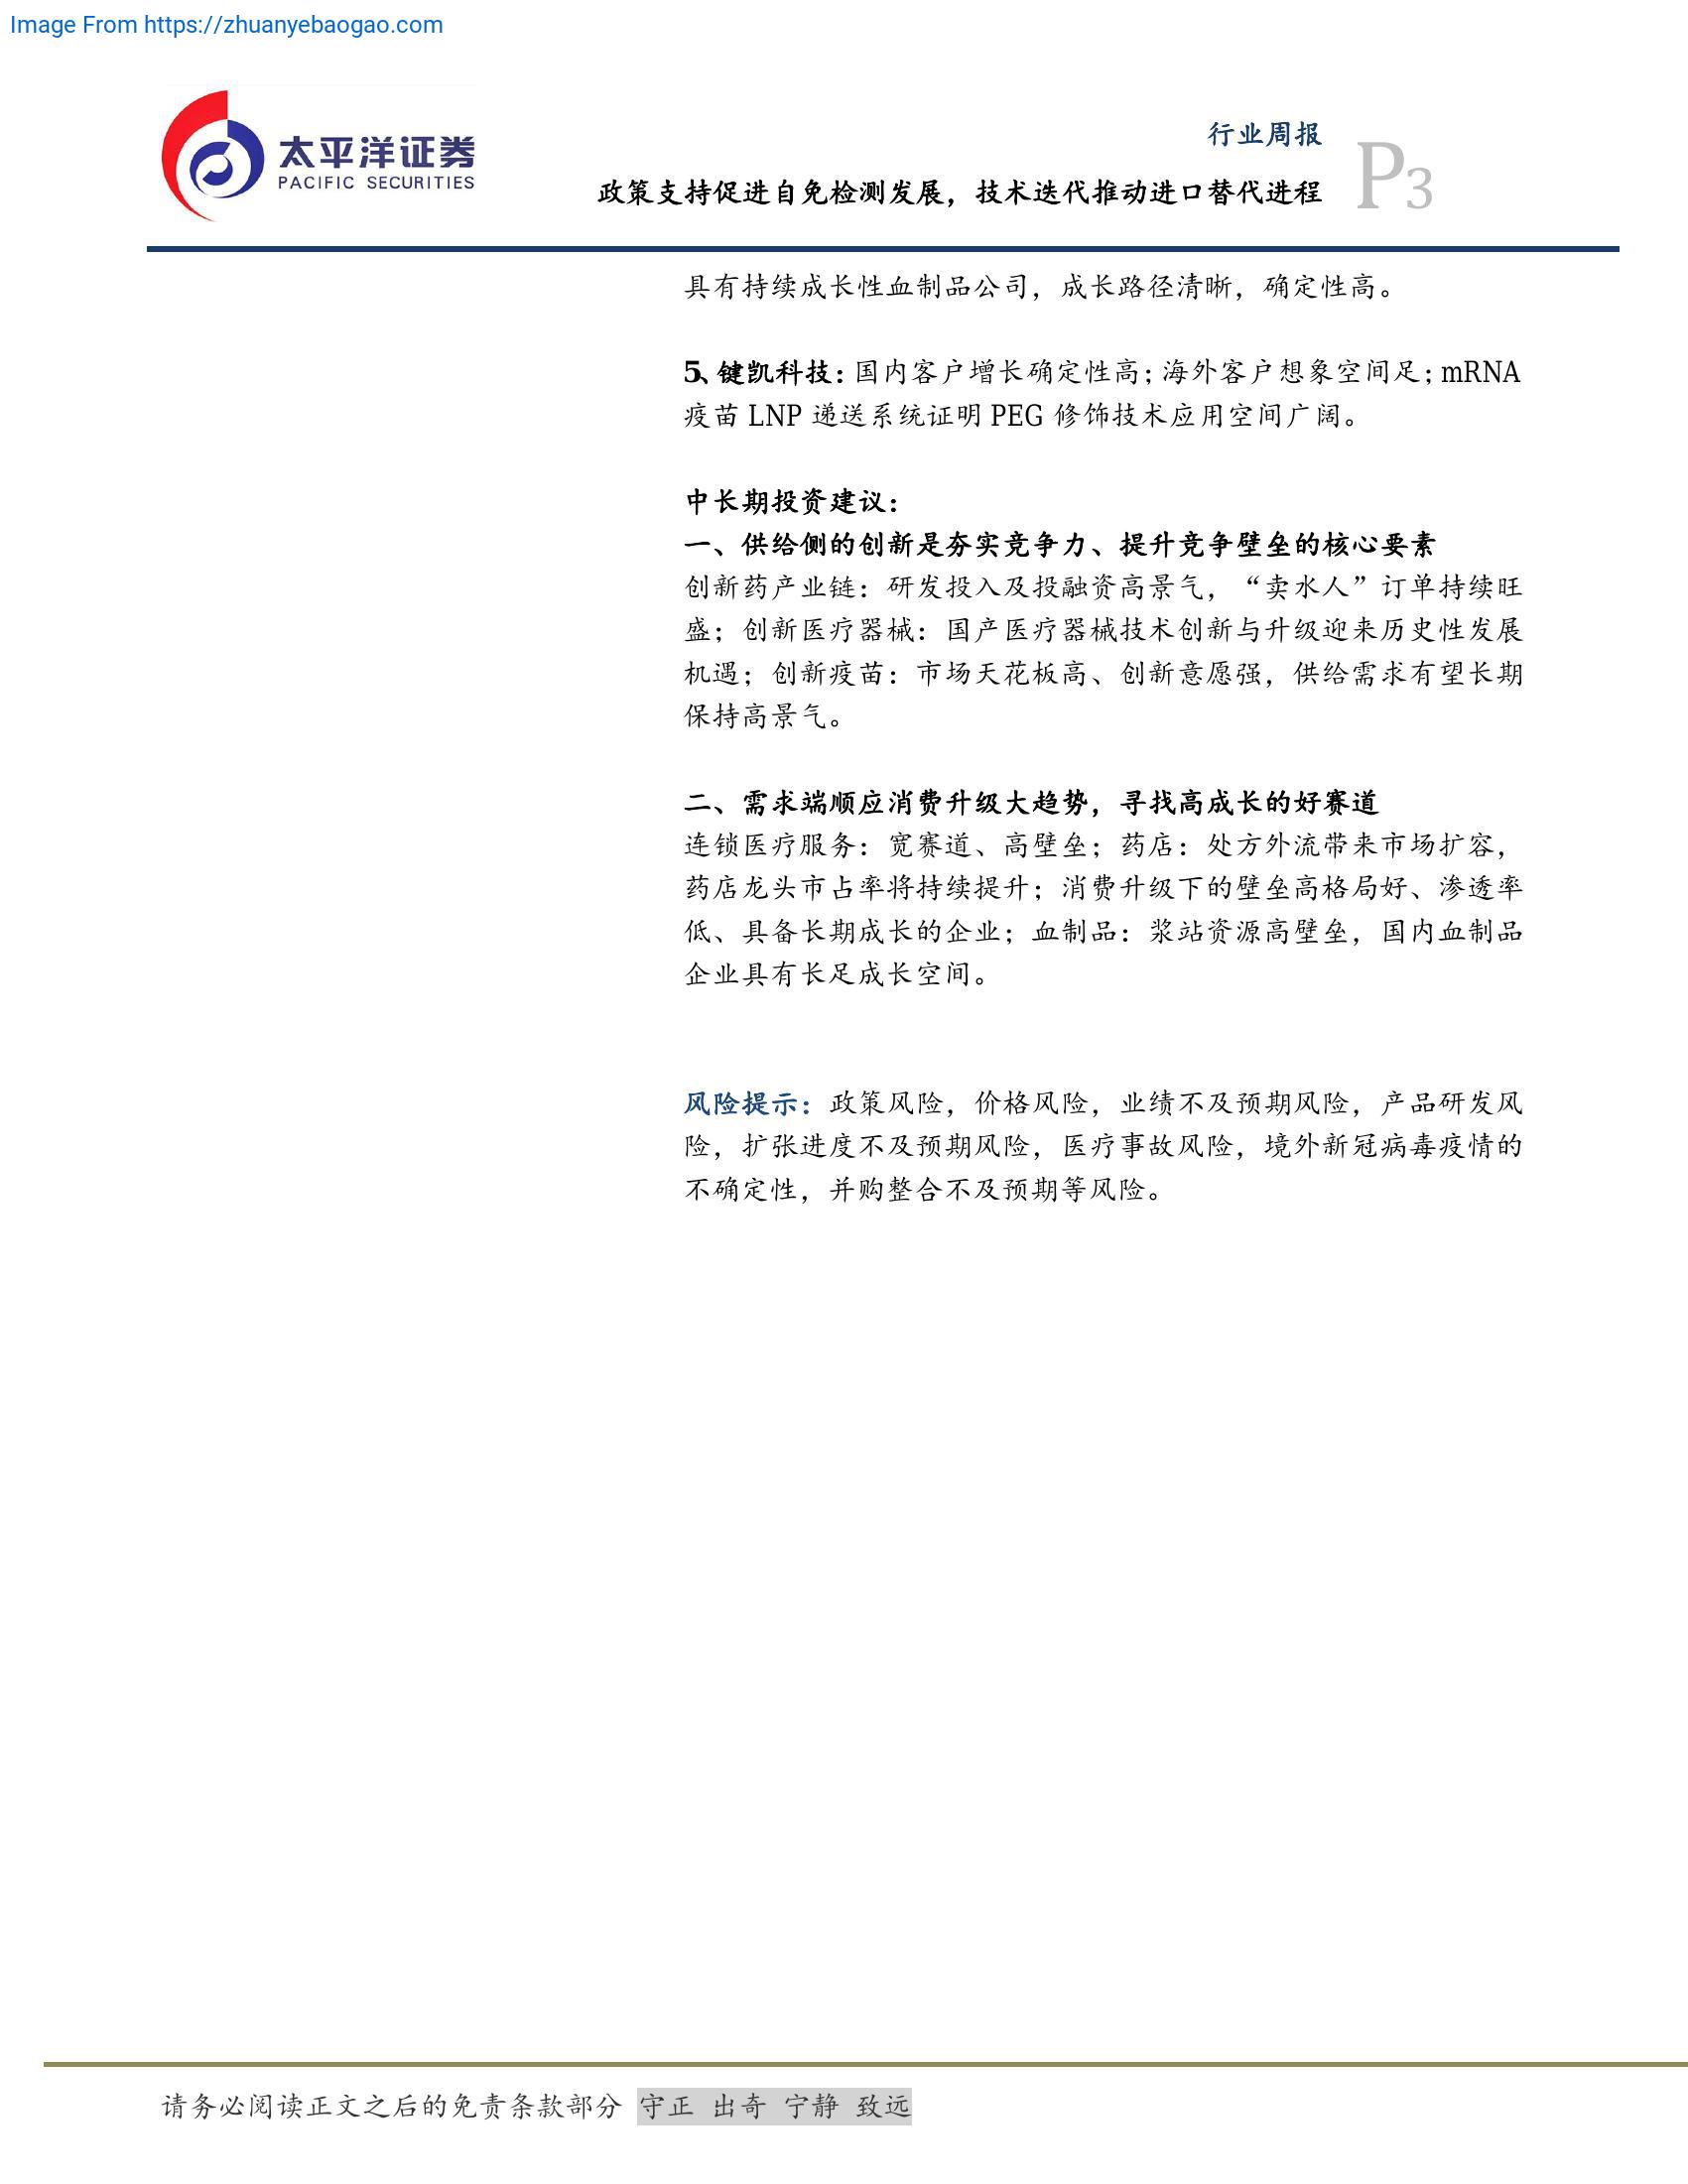 Image From https://zhuanyebaogao.com
太平洋证券
PACIFIC SECURITIES
行业周报
政策支持促进自免检测发展，技术迭代推动进口替代进程
P3
具有持续成长性血制品公司，成长路径清晰，确定性高。
5、键凯科技：国内客户增长确定性高；海外客户想象空间足；mRNA
疫苗 LNP 递送系统证明 PEG 修饰技术应用空间广阔。
中长期投资建议：
一、供给侧的创新是夯实竞争力、提升竞争壁垒的核心要素
创新药产业链：研发投入及投融资高景气，“卖水人”订单持续旺
盛；创新医疗器械：国产医疗器械技术创新与升级迎来历史性发展
机遇；创新疫苗：市场天花板高、创新意愿强，供给需求有望长期
保持高景气。
二、需求端顺应消费升级大趋势，寻找高成长的好赛道
连锁医疗服务：宽赛道、高壁垒；药店：处方外流带来市场扩容，
药店龙头市占率将持续提升；消费升级下的壁垒高格局好、渗透率
低、具备长期成长的企业；血制品：浆站资源高壁垒，国内血制品
企业具有长足成长空间。
风险提示：政策风险，价格风险，业绩不及预期风险，产品研发风
险，扩张进度不及预期风险，医疗事故风险，境外新冠病毒疫情的
不确定性，并购整合不及预期等风险。
请务必阅读正文之后的免责条款部分 守正 出奇 宁静 致远